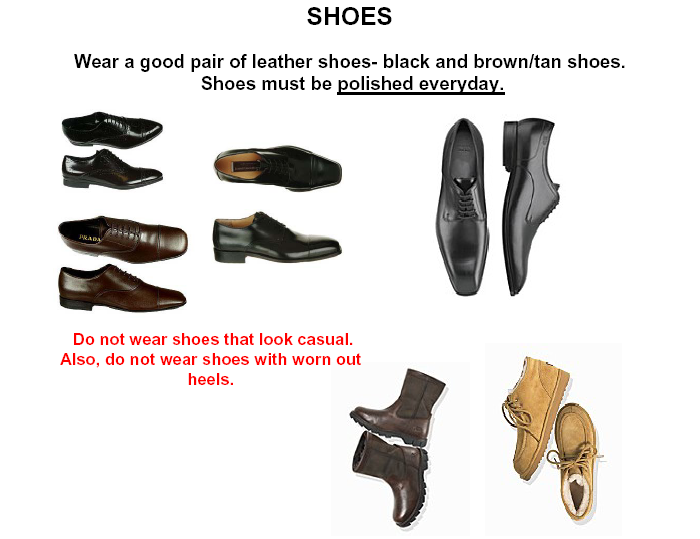 SHOES
Wear a good pair of leather shoes- black and brown/tan shoes.
Shoes must be polished everyday.
PRADA
Do not wear shoes that look casual.
Also, do not wear shoes with worn out
heels.